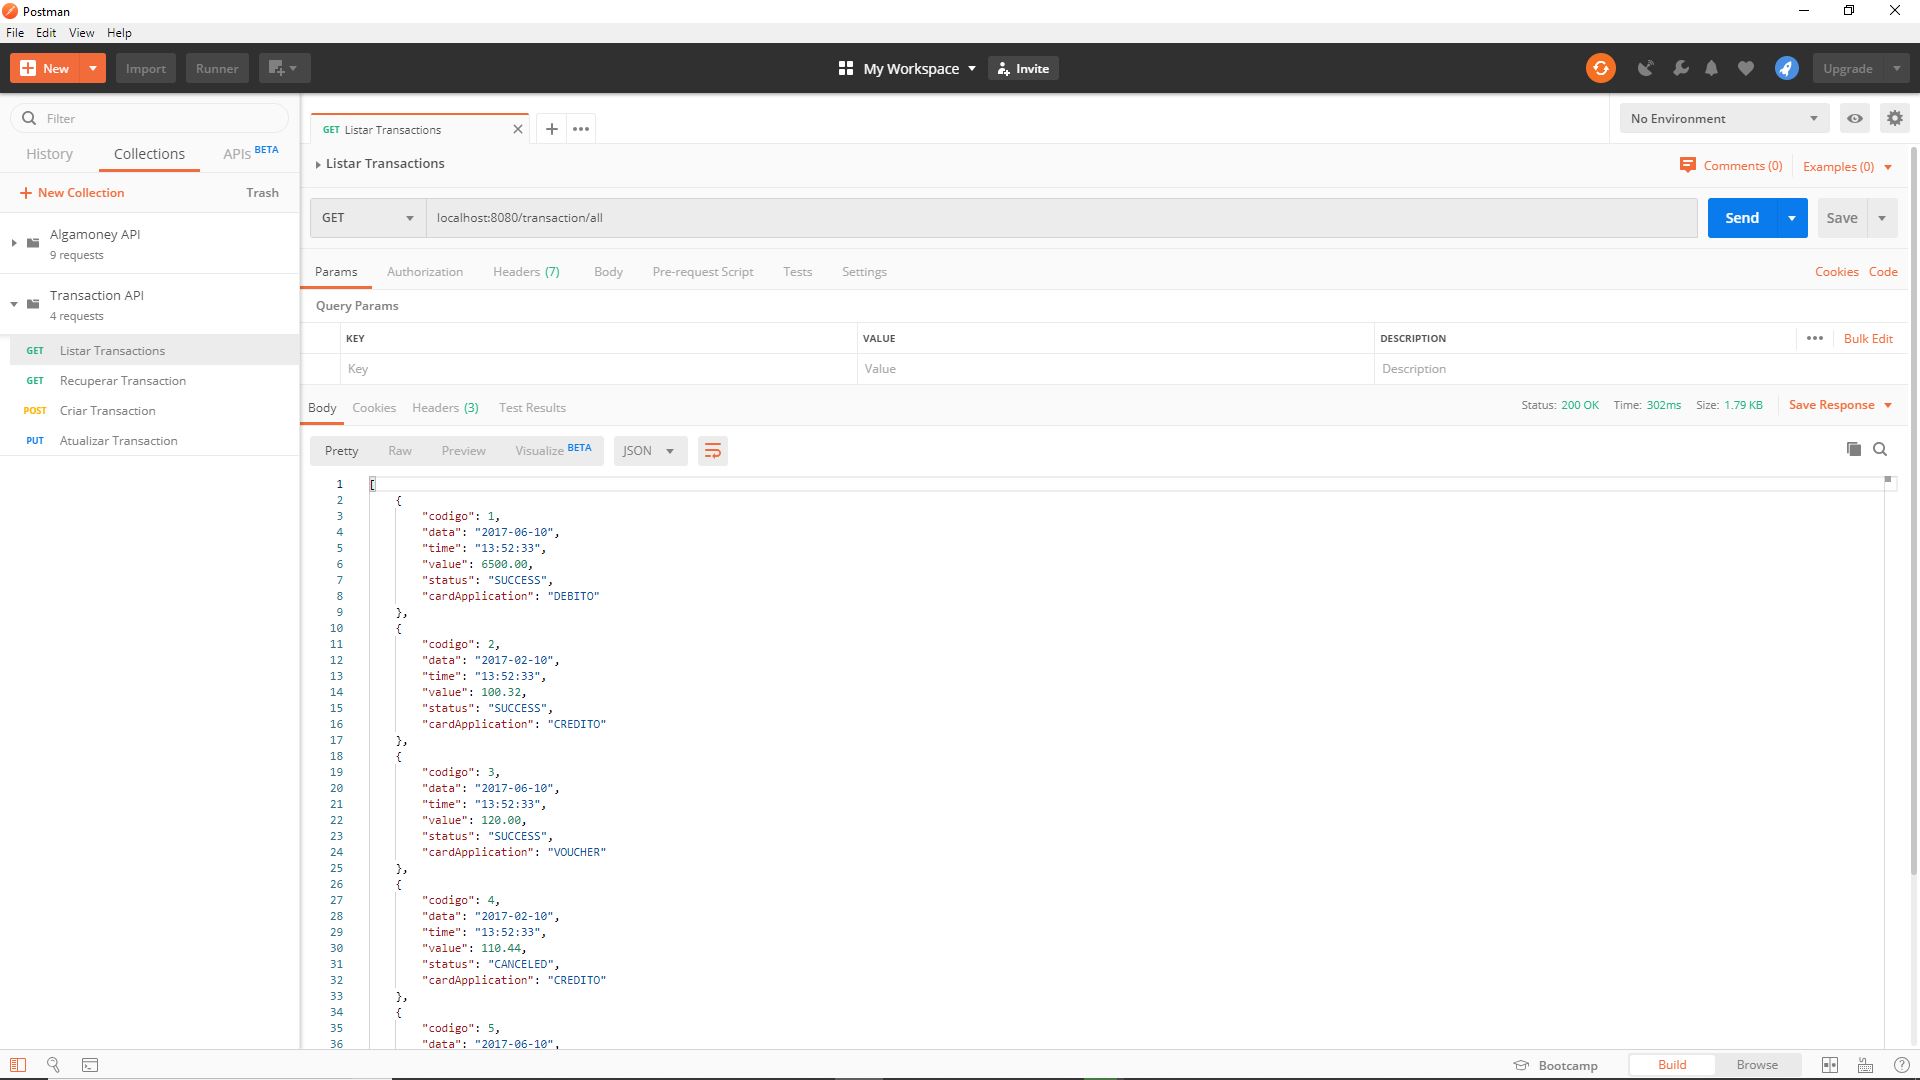 Postman
File Edit View Help
New Import Runner My Workspace Invite Upgrade
Filter
History Collections APIs BETA
New Collection Trash
Algamoney API
9 requests
Transaction API
4 requests
GET Listar Transactions
GET Recuperar Transaction
POST Criar Transaction
PUT Atualizar Transaction
GET Listar Transactions
No Environment
Listar Transactions
Comments (0) Examples (0)
GET localhost:8080/transaction/all Send Save
Params Authorization Headers (7) Body Pre-request Script Tests Settings Cookies Code
Query Params
KEY VALUE DESCRIPTION Bulk Edit
Key Value Description
Body Cookies Headers (3) Test Results Status: 200 OK Time: 302ms Size: 1.79 KB Save Response
Pretty Raw Preview Visualize BETA JSON
1 [
2 {
3 "codigo": 1,
4 "data": "2017-06-10",
5 "time": "13:52:33",
6 "value": 6500.00,
7 "status": "SUCCESS",
8 "cardApplication": "DEBITO"
9 },
10 {
11 "codigo": 2,
12 "data": "2017-02-10",
13 "time": "13:52:33",
14 "value": 100.32,
15 "status": "SUCCESS",
16 "cardApplication": "CREDITO"
17 },
18 {
19 "codigo": 3,
20 "data": "2017-06-10",
21 "time": "13:52:33",
22 "value": 120.00,
23 "status": "SUCCESS",
24 "cardApplication": "VOUCHER"
25 },
26 {
27 "codigo": 4,
28 "data": "2017-02-10",
29 "time": "13:52:33",
30 "value": 110.44,
31 "status": "CANCELED",
32 "cardApplication": "CREDITO"
33 },
34 {
35 "codigo": 5,
36 "data": "2017-06-10",
Bootcamp Build Browse